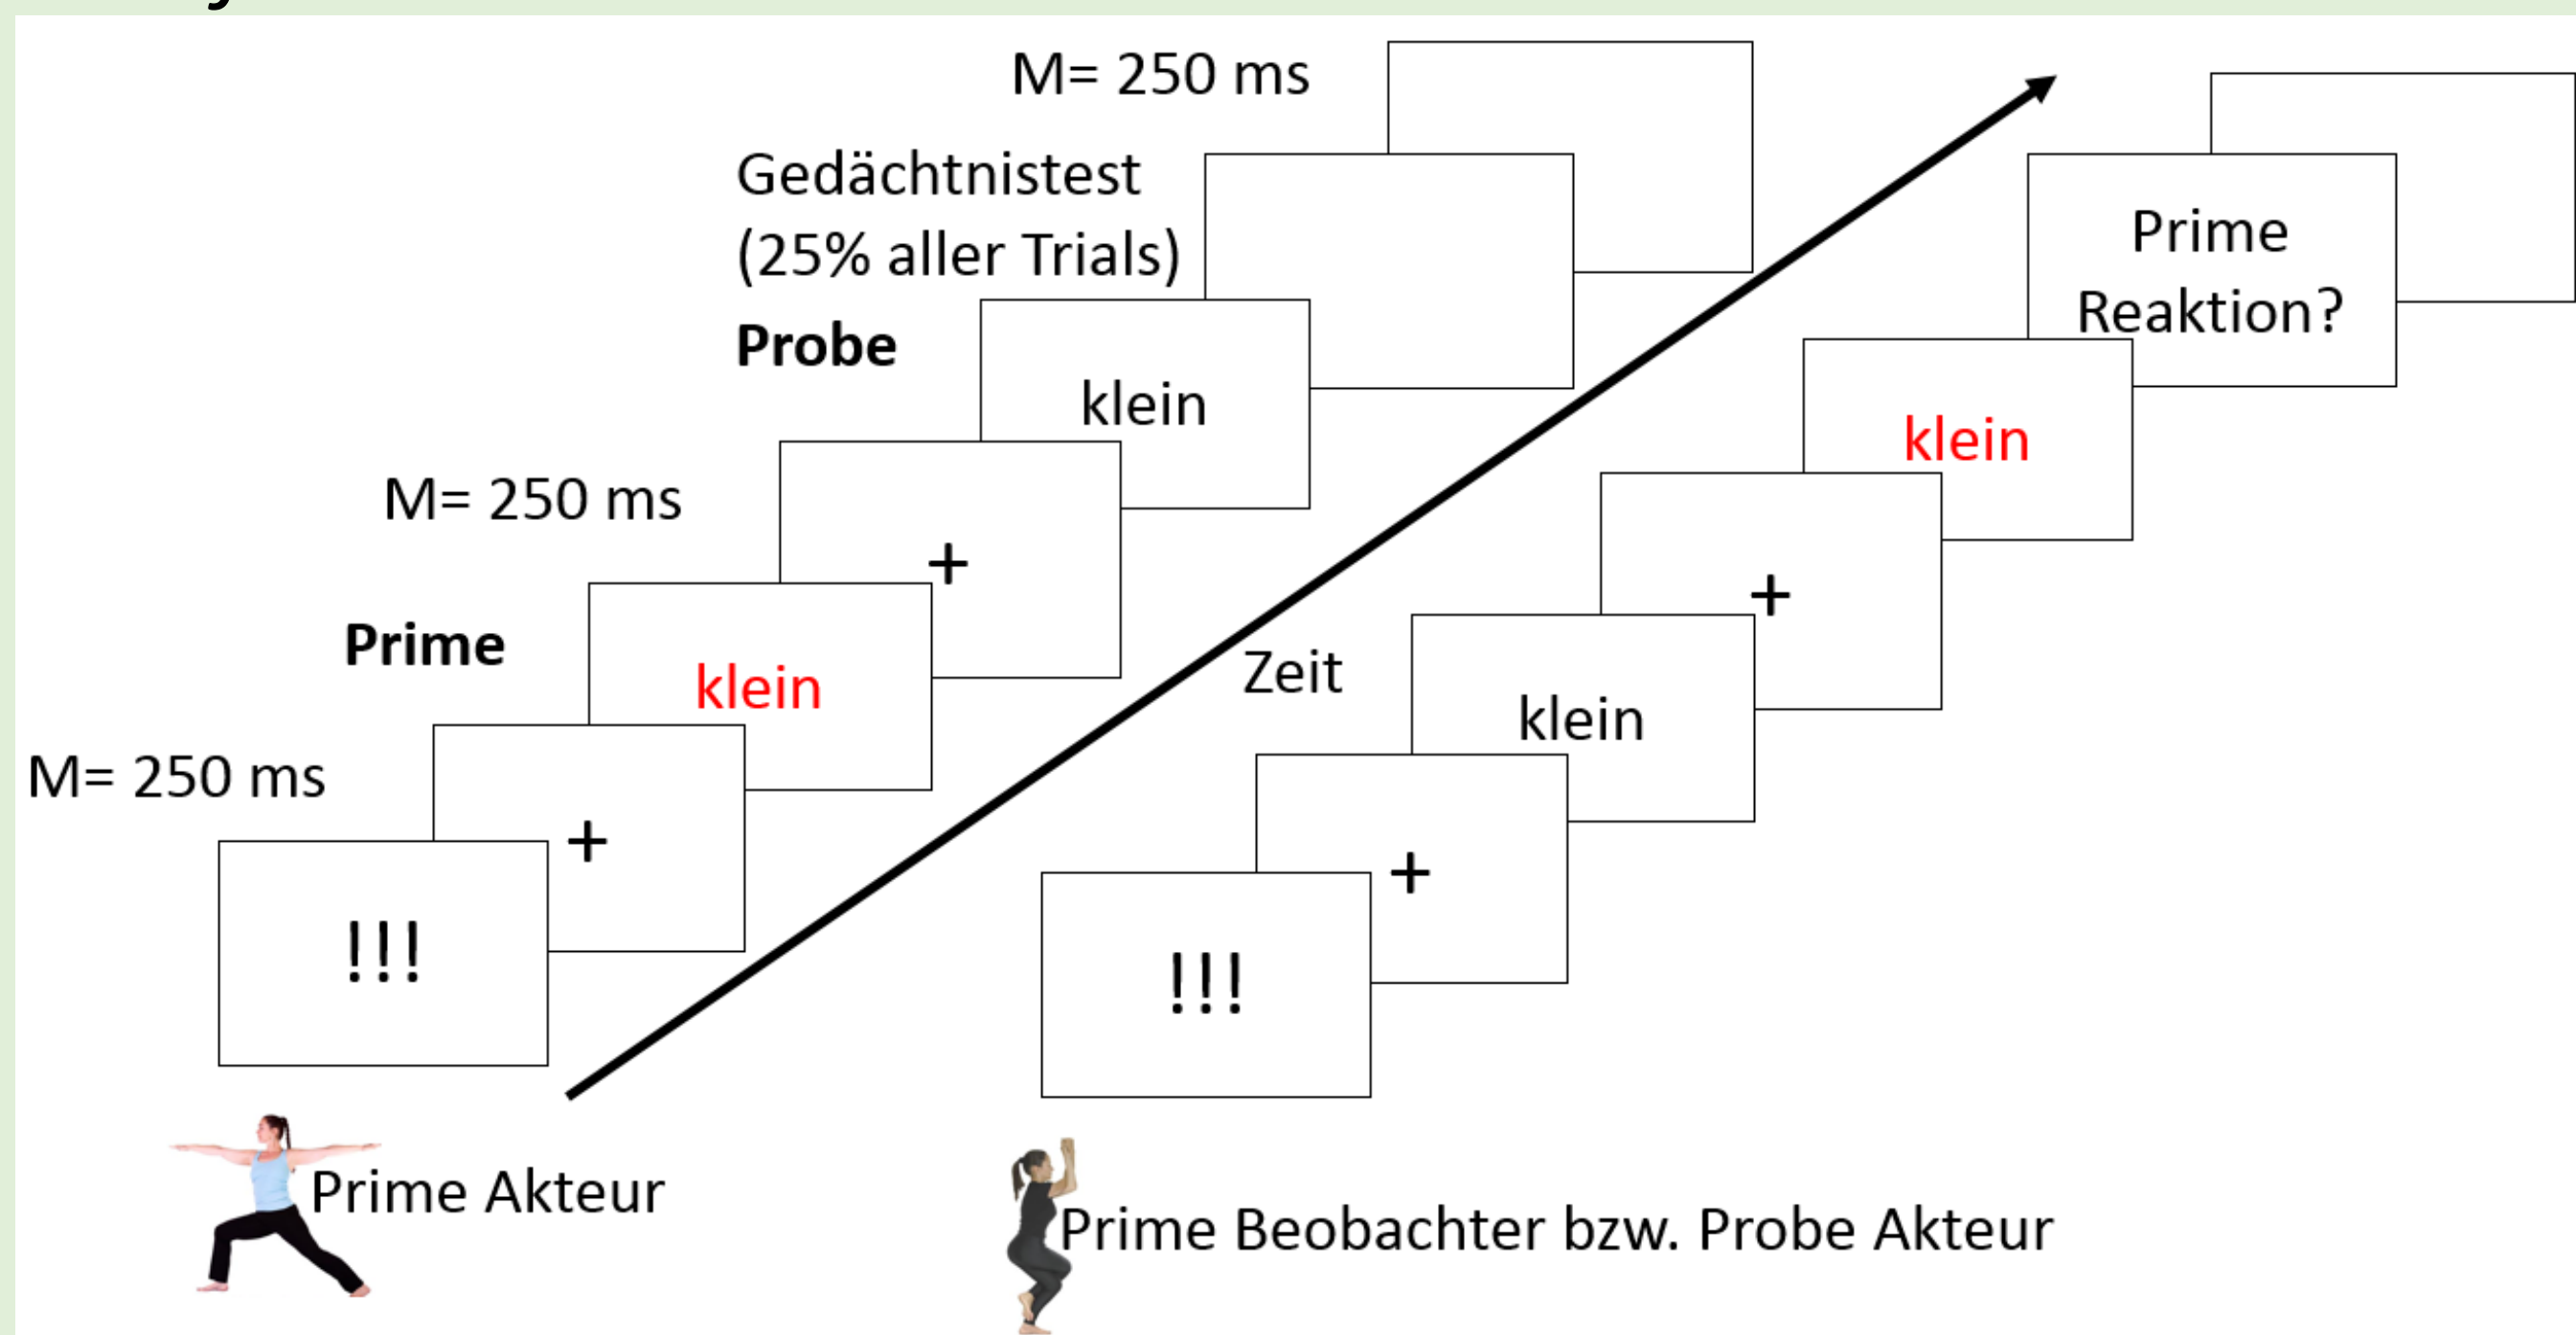 M= 250 ms
Gedächtnistest
(25% aller Trials)
Probe
klein
M= 250 ms
+
Prime
klein
M= 250 ms
+
!!!
Prime Akteur
Zeit
Prime
Reaktion?
klein
+
klein
+
!!!
Prime Beobachter bzw. Probe Akteur